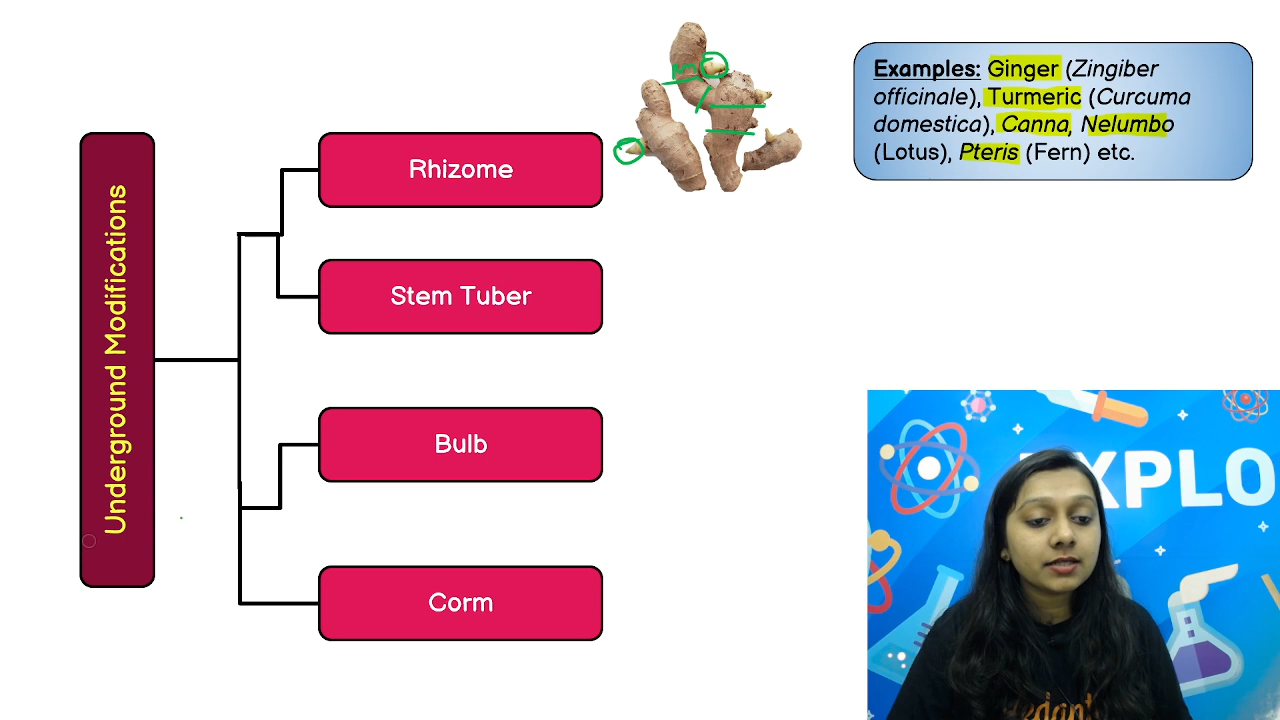 Examples: Ginger (Zingiber
officinale), Turmeric (Curcuma
domestica), Canna, Nelumbo
(Lotus), Pteris (Fern) etc.
Underground Modifications
Rhizome
Stem Tuber
Bulb
Corm
EXPLO